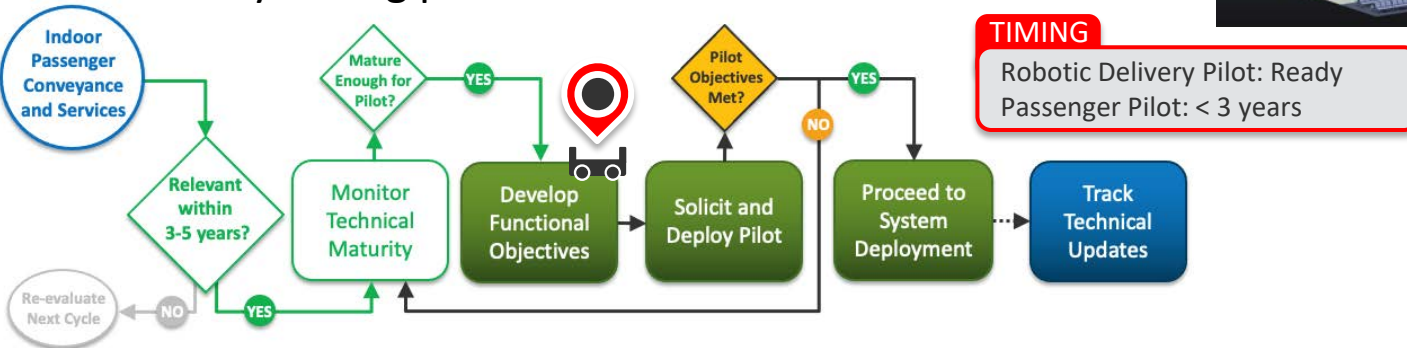 Indoor
Passenger
Conveyance
and Services
Relevant
within
3-5 years?
NO
Re-evaluate
Next Cycle
YES
Monitor
Technical
Maturity
Mature
Enough for
Pilot?
YES
Develop
Functional
Objectives
Solicit and
Deploy Pilot
Pilot
Objectives
Met?
NO
YES
Proceed to
System
Deployment
Track
Technical
Updates
TIMING
Robotic Delivery Pilot: Ready
Passenger Pilot: < 3 years